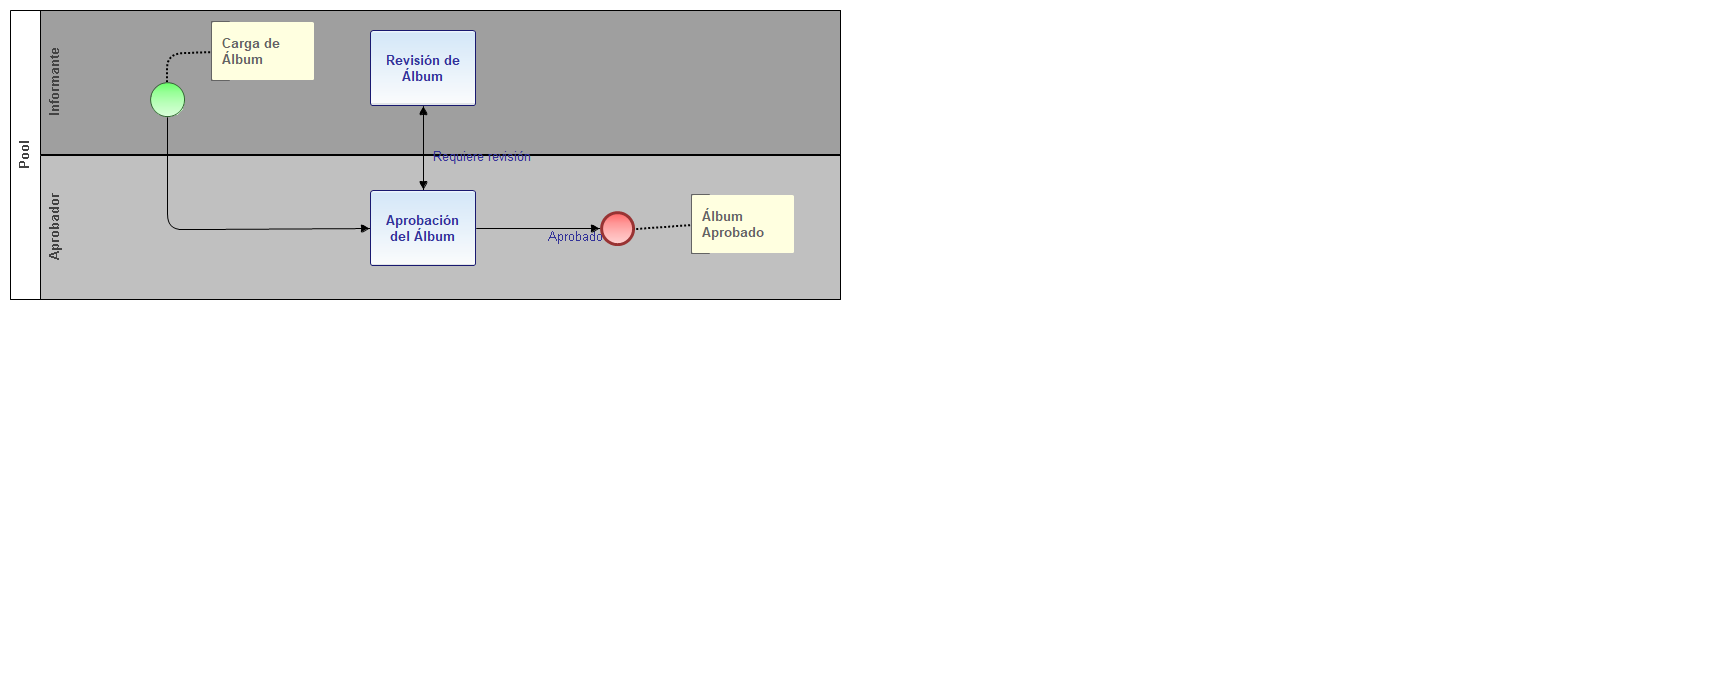 Pool
Informante
Carga de
Álbum
Revisión de
Álbum
Requiere revisión
Aprobador
Aprobación
del Álbum
Aprobado
Álbum
Aprobado